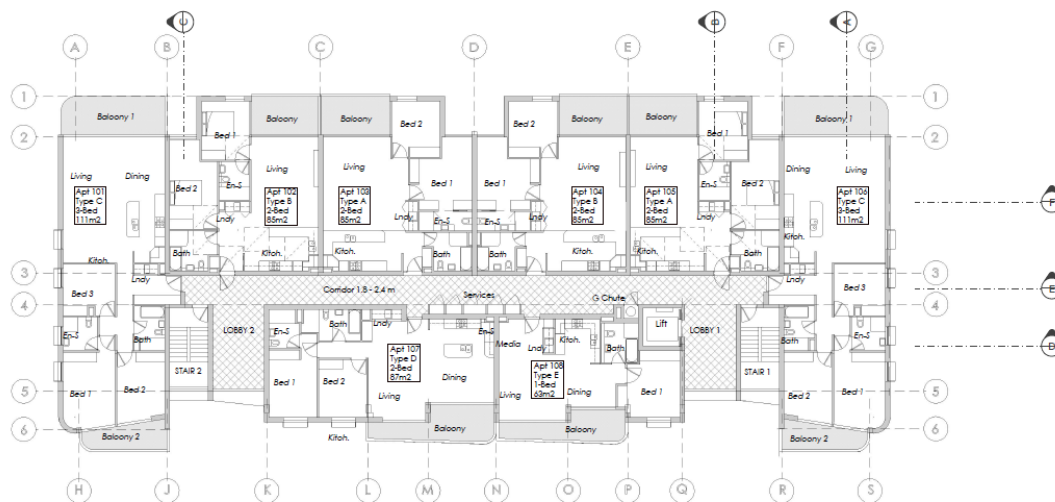 C B A
A B C D E F G
1 1
Balcony 1 Balcony Balcony Balcony Balcony Balcony 1
2 2
Bed 1 Bed 2 Bed 2 Bed 1
Living Dining Living Living Living Living Dining Living
Bed 2 En-S Bed 1 Bed 1 En-S Bed 2
Apt 101
Type C
3-Bed
111m2
Apt 102
Type B
2-Bed
85m2
Apt 103
Type A
2-Bed
85m2
Apt 104
Type B
2-Bed
85m2
Apt 105
Type A
2-Bed
85m2
Apt 106
Type C
3-Bed
111m2
F
Lndy Lndy Lndy Lndy
En-S En-S
Kitch. Bath Kitch. Kitch. Bath Bath Kitch. Kitch. Bath Kitch.
3 3
Lndy Lndy
Bed 3 Corridor 1.8 - 2.4 m Services G Chute Bed 3
E
4 4
En-S Bath LOBBY 2 En-S Bath Lndy En-S Media Lndy Kitch. Bath Lift LOBBY 1 Bath En-S
D
Apt 107
Type D
2-Bed
87m2
Apt 108
Type E
1-Bed
63m2
STAIR 2 STAIR 1
Bed 1 Bed 2 Bed 1 Bed 2 Living Dining Living Dining Bed 1 Bed 2 Bed 1
5 5
Balcony 2 Kitch. Balcony Balcony Balcony 2
6 6
H J K L M N O P Q R S